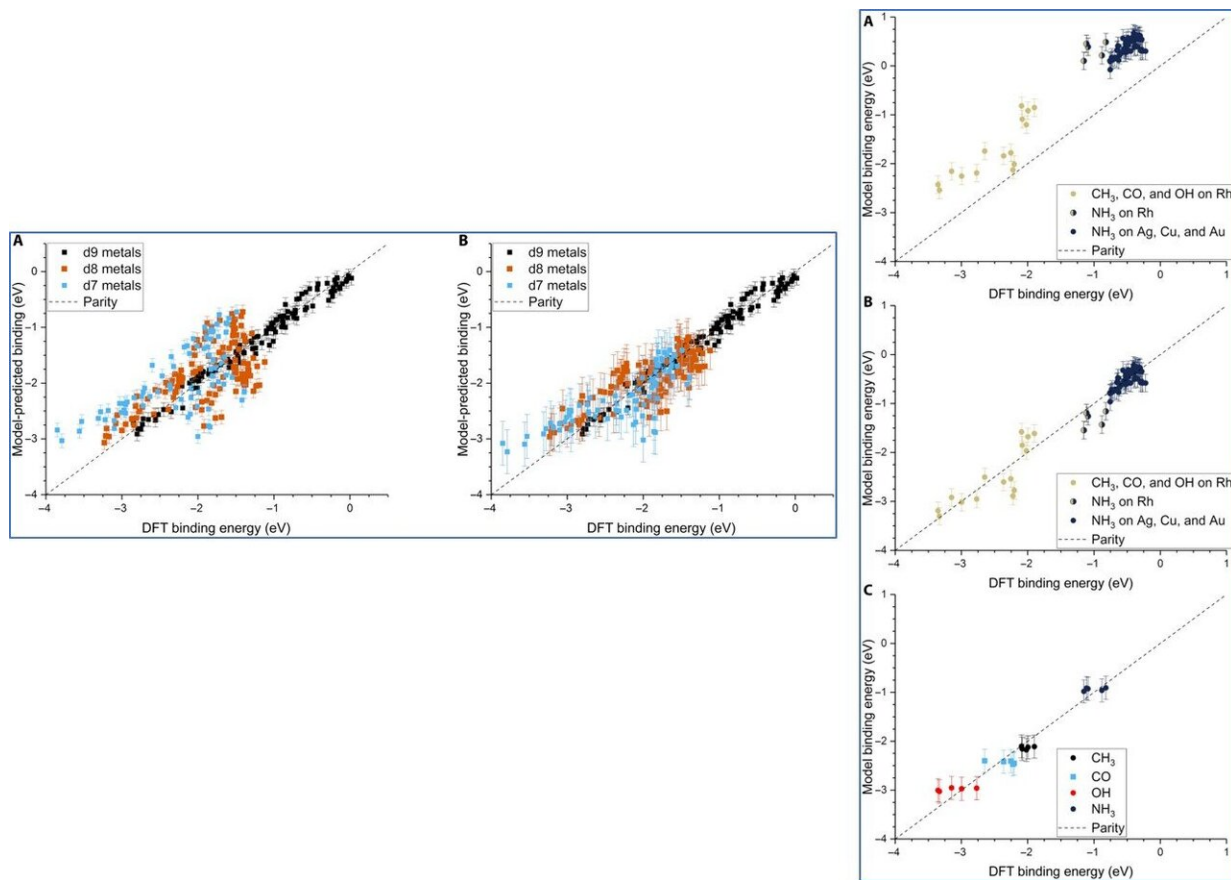 A
d9 metals
d8 metals
d7 metals
Parity
Model-predicted binding (eV)
0
−1
−2
−3
−4
−4
−3
−2
−1
0
DFT binding energy (eV)
B
d9 metals
d8 metals
d7 metals
Parity
Model-predicted binding (eV)
0
−1
−2
−3
−4
−4
−3
−2
−1
0
DFT binding energy (eV)
A
Model binding energy (eV)
1
0
−1
−2
−3
−4
CH₃, CO, and OH on Rh
NH₃ on Rh
NH₃ on Ag, Cu, and Au
Parity
−4
−3
−2
−1
0
1
DFT binding energy (eV)
B
Model binding energy (eV)
1
0
−1
−2
−3
−4
CH₃, CO, and OH on Rh
NH₃ on Rh
NH₃ on Ag, Cu, and Au
Parity
−4
−3
−2
−1
0
1
DFT binding energy (eV)
C
Model binding energy (eV)
1
0
−1
−2
−3
−4
CH₃
CO
OH
NH₃
Parity
−4
−3
−2
−1
0
1
DFT binding energy (eV)